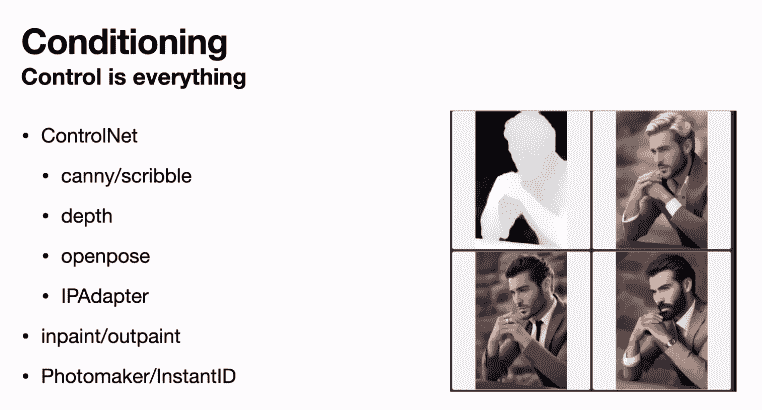 Conditioning
Control is everything
• ControlNet
• canny/scribble
• depth
• openpose
• IPAdapter
• inpaint/outpaint
• Photomaker/InstantID